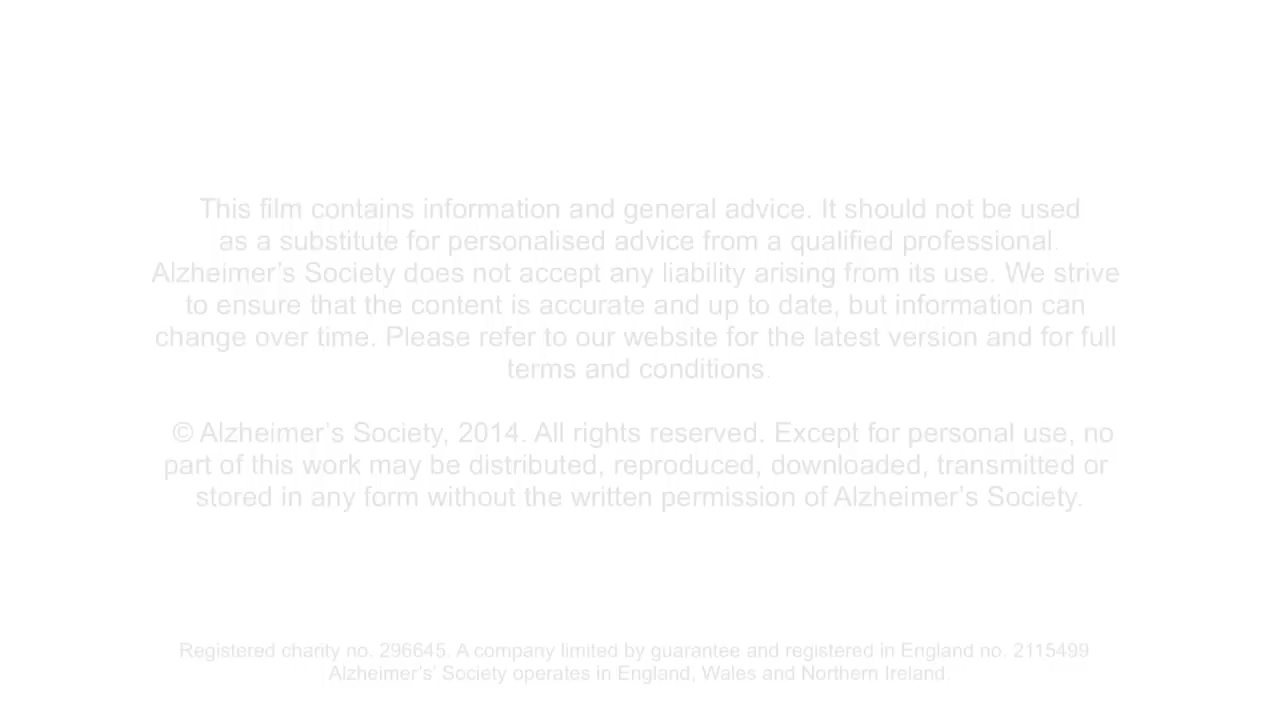 This film contains information and general advice. It should not be used
as a substitute for personalised advice from a qualified professional.
Alzheimer’s Society does not accept any liability arising from its use. We strive
to ensure that the content is accurate and up to date, but information can
change over time. Please refer to our website for the latest version and for full
terms and conditions.
© Alzheimer’s Society, 2014. All rights reserved. Except for personal use, no
part of this work may be distributed, reproduced, downloaded, transmitted or
stored in any form without the written permission of Alzheimer’s Society.
Registered charity no. 296645. A company limited by guarantee and registered in England no. 2115499
Alzheimer’s’ Society operates in England, Wales and Northern Ireland.